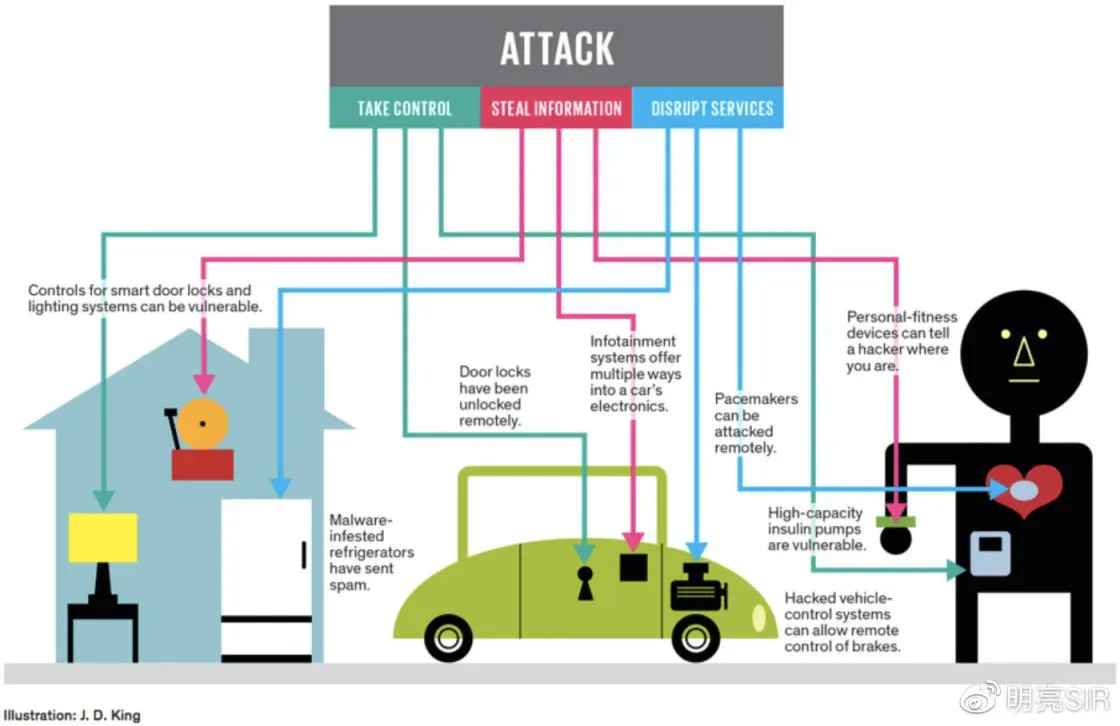 ATTACK
TAKE CONTROL
STEAL INFORMATION
DISRUPT SERVICES
Controls for smart door locks and
lighting systems can be vulnerable.
Door locks
have been
unlocked
remotely.
Infotainment
systems offer
multiple ways
into a car's
electronics.
Personal-fitness
devices can tell
a hacker where
you are.
Pacemakers
can be
attacked
remotely.
Malware-
infested
refrigerators
have sent
spam.
High-capacity
insulin pumps
are vulnerable.
Hacked vehicle-
control systems
can allow remote
control of brakes.
Illustration: J. D. King
明亮SIR